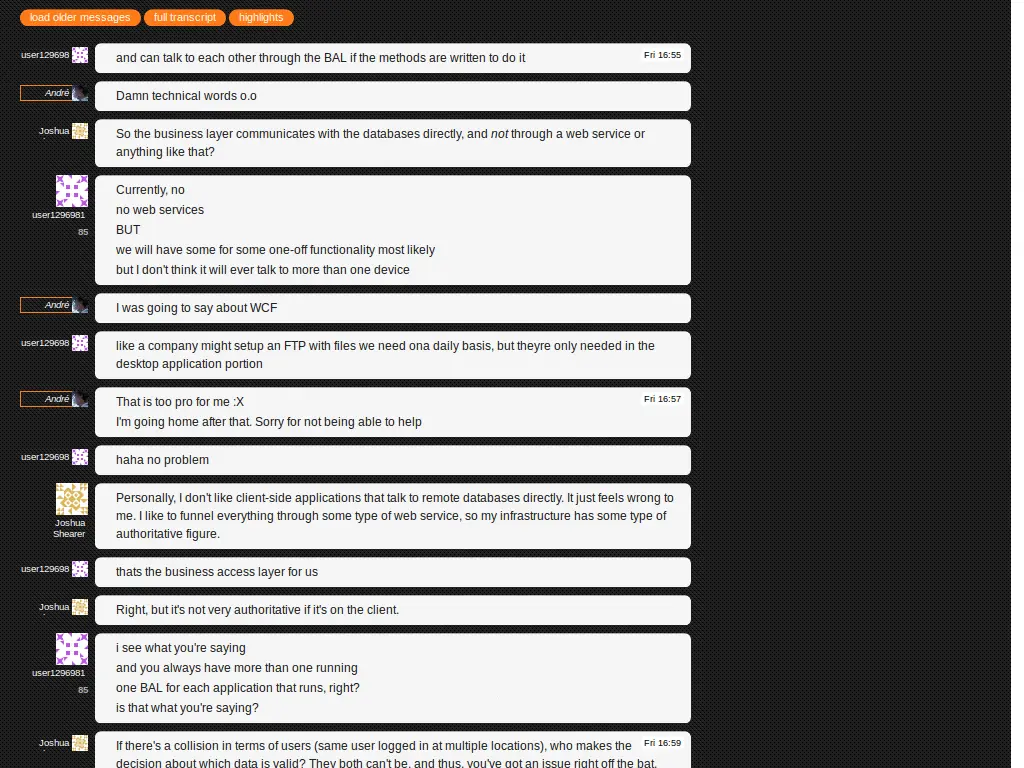 load older messages full transcript highlights
user129698
and can talk to each other through the BAL if the methods are written to do it
Fri 16:55
André
Damn technical words o.o
Joshua
So the business layer communicates with the databases directly, and not through a web service or
anything like that?
user1296981
85
Currently, no
no web services
BUT
we will have some for some one-off functionality most likely
but I don't think it will ever talk to more than one device
André
I was going to say about WCF
user129698
like a company might setup an FTP with files we need ona daily basis, but theyre only needed in the
desktop application portion
André
That is too pro for me :X
Fri 16:57
I'm going home after that. Sorry for not being able to help
user129698
haha no problem
Joshua
Shearer
Personally, I don't like client-side applications that talk to remote databases directly. It just feels wrong to
me. I like to funnel everything through some type of web service, so my infrastructure has some type of
authoritative figure.
user129698
thats the business access layer for us
Joshua
Right, but it's not very authoritative if it's on the client.
user1296981
85
i see what you're saying
and you always have more than one running
one BAL for each application that runs, right?
is that what you're saying?
Joshua
If there's a collision in terms of users (same user logged in at multiple locations), who makes the
Fri 16:59
decision about which data is valid? They both can't be, and thus, you've got an issue right off the bat.